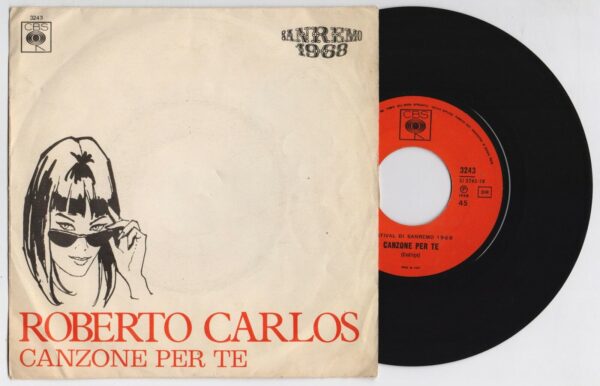 3243
CBS
SANREMO
1968
ROBERTO CARLOS
CANZONE PER TE
CBS
3243
45
FESTIVAL DI SANREMO 1968
CANZONE PER TE
(Endrigo)